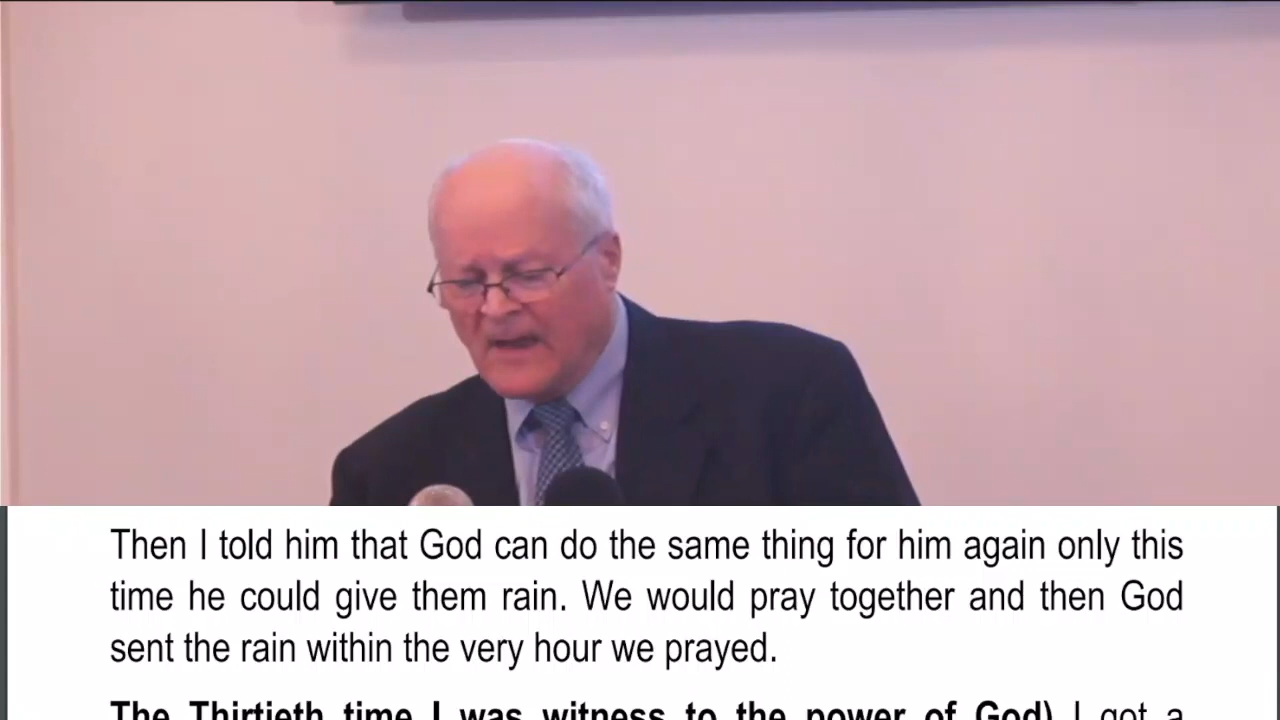 Then I told him that God can do the same thing for him again only this
time he could give them rain. We would pray together and then God
sent the rain within the very hour we prayed.
The Thirtieth time I was witness to the power of God) I got a